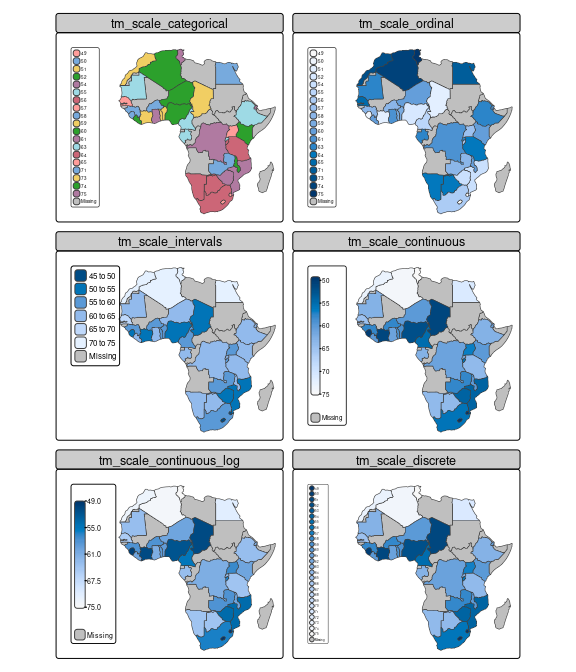 tm_scale_categorical
49
50
51
52
54
55
56
57
58
59
60
61
63
64
65
71
73
74
75
Missing
tm_scale_ordinal
49
50
51
52
54
55
56
57
58
59
60
61
63
64
65
71
73
74
75
Missing
tm_scale_intervals
45 to 50
50 to 55
55 to 60
60 to 65
65 to 70
70 to 75
Missing
tm_scale_continuous
50
55
60
65
70
75
Missing
tm_scale_continuous_log
49.0
55.0
61.0
67.5
75.0
Missing
tm_scale_discrete